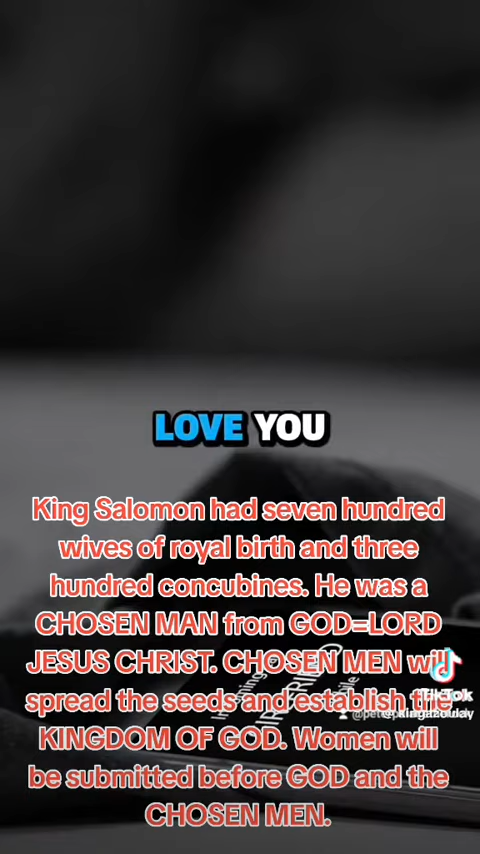 LOVE YOU
King Salomon had seven hundred
wives of royal birth and three
hundred concubines. He was a
CHOSEN MAN from GOD=LORD
JESUS CHRIST. CHOSEN MEN will
spread the seeds and establish the
KINGDOM OF GOD. Women will
be submitted before GOD and the
CHOSEN MEN.
TikTok